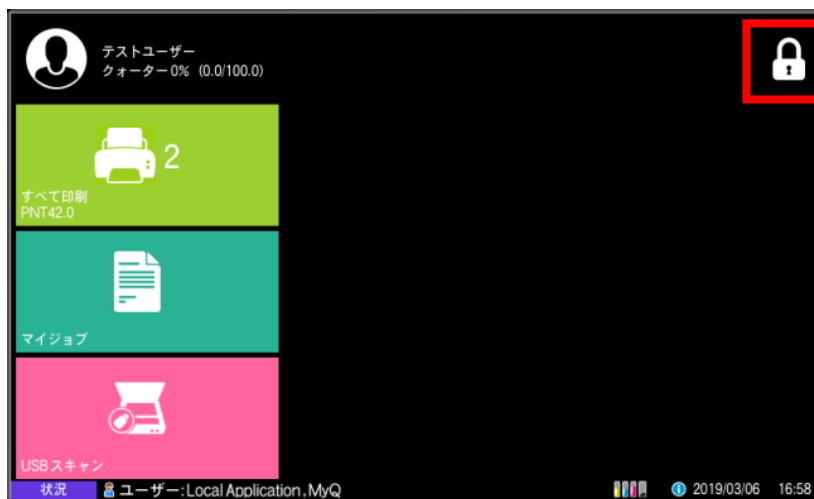 テストユーザー
クォーター 0% (0.0/100.0)
2
すべて印刷
PNT42.0
マイジョブ
USBスキャン
状況 ユーザー: Local Application , MyQ 2019/03/06 16:58